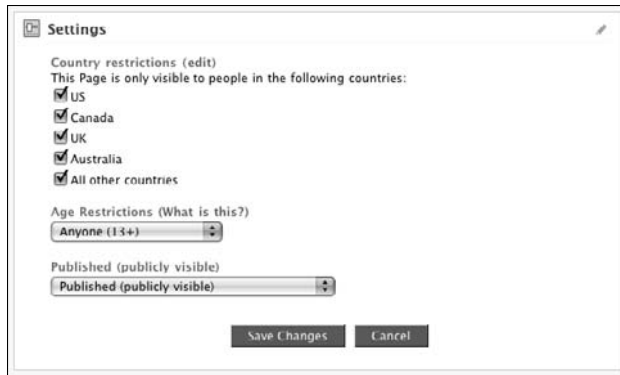 Settings
Country restrictions (edit)
This Page is only visible to people in the following countries:
US
Canada
UK
Australia
All other countries
Age Restrictions (What is this?)
Anyone (13+)
Published (publicly visible)
Published (publicly visible)
Save Changes Cancel